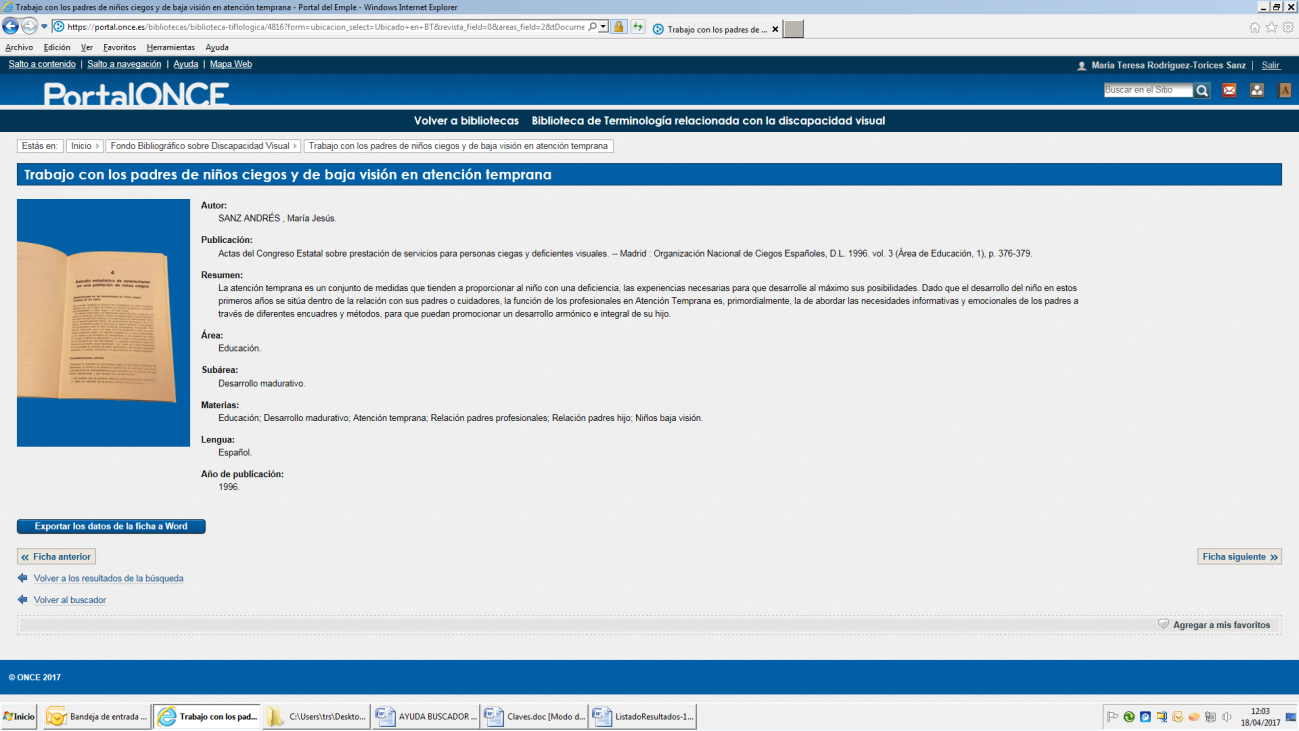 Trabajo con los padres de niños ciegos y de baja visión en atención temprana - Portal del Emple - Windows Internet Explorer
https://portal.once.es/bibliotecas/biblioteca-tiflologica/4816?form=ubicacion_select=Ubicado+en+BT&revista_field=0&areas_field=2&tDocume
Trabajo con los padres de ...
Archivo Edición Ver Favoritos Herramientas Ayuda
Salto a contenido | Salto a navegación | Ayuda | Mapa Web
Maria Teresa Rodriguez-Torices Sanz | Salir
PortalONCE
Buscar en el Sitio
A
Volver a bibliotecas Biblioteca de Terminología relacionada con la discapacidad visual
Estás en: Inicio > Fondo Bibliográfico sobre Discapacidad Visual > Trabajo con los padres de niños ciegos y de baja visión en atención temprana
Trabajo con los padres de niños ciegos y de baja visión en atención temprana
4
Estudio estadístico de estereotipias
en una población de niños ciegos
Autor:
SANZ ANDRÉS , María Jesús.
Publicación:
Actas del Congreso Estatal sobre prestación de servicios para personas ciegas y deficientes visuales. -- Madrid : Organización Nacional de Ciegos Españoles, D.L. 1996. vol. 3 (Área de Educación, 1), p. 376-379.
Resumen:
La atención temprana es un conjunto de medidas que tienden a proporcionar al niño con una deficiencia, las experiencias necesarias para que desarrolle al máximo sus posibilidades. Dado que el desarrollo del niño en estos
primeros años se sitúa dentro de la relación con sus padres o cuidadores, la función de los profesionales en Atención Temprana es, primordialmente, la de abordar las necesidades informativas y emocionales de los padres a
través de diferentes encuadres y métodos, para que puedan promocionar un desarrollo armónico e integral de su hijo.
Área:
Educación.
Subárea:
Desarrollo madurativo.
Materias:
Educación; Desarrollo madurativo; Atención temprana; Relación padres profesionales; Relación padres hijo; Niños baja visión.
Lengua:
Español.
Año de publicación:
1996.
Exportar los datos de la ficha a Word
« Ficha anterior
Ficha siguiente »
Volver a los resultados de la búsqueda
Volver al buscador
Agregar a mis favoritos
© ONCE 2017
Inicio
Bandeja de entrada ...
Trabajo con los pad...
C:\Users\trs\Deskto...
AYUDA BUSCADOR ...
Claves.doc [Modo d...
ListadoResultados-1...
12:03
18/04/2017